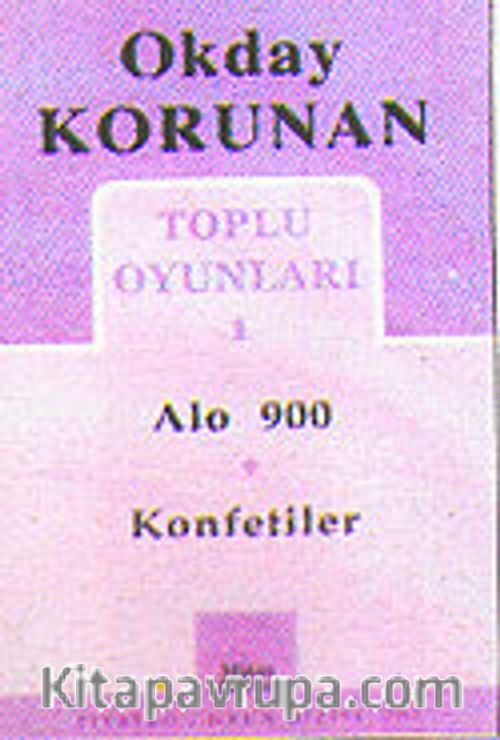 Okday
KORUNAN
TOPLU
OYUNLARI
1
Alo 900
Konfetiler
Kitapavrupa.com